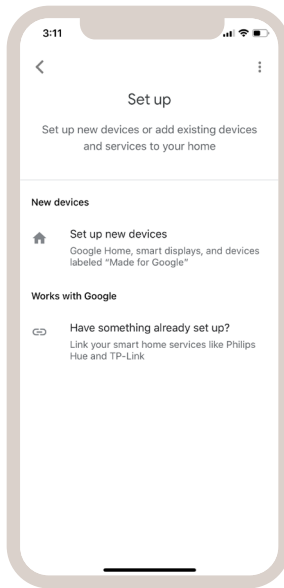 3:11
Set up
Set up new devices or add existing devices
and services to your home
New devices
Set up new devices
Google Home, smart displays, and devices
labeled “Made for Google”
Works with Google
Have something already set up?
Link your smart home services like Philips
Hue and TP-Link